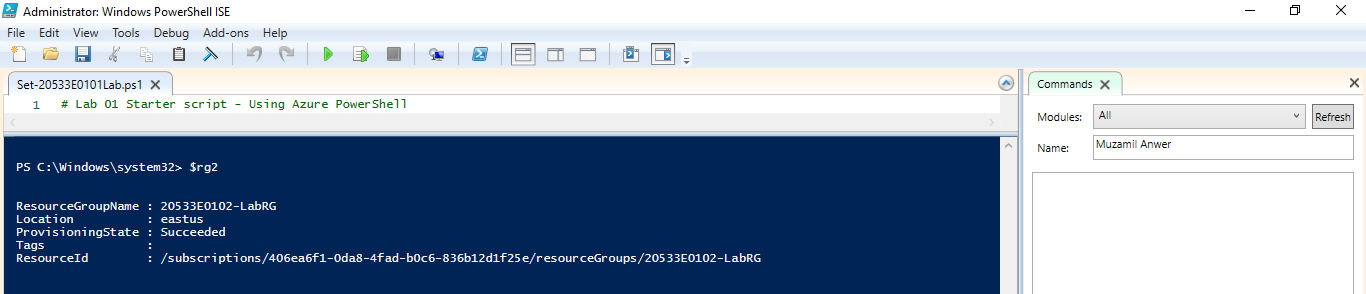 Administrator: Windows PowerShell ISE
File Edit View Tools Debug Add-ons Help
Set-20533E0101Lab.ps1
1 # Lab 01 Starter script - Using Azure PowerShell
PS C:\Windows\system32> $rg2
ResourceGroupName : 20533E0102-LabRG
Location : eastus
ProvisioningState : Succeeded
Tags :
ResourceId : /subscriptions/406ea6f1-0da8-4fad-b0c6-836b12d1f25e/resourceGroups/20533E0102-LabRG
Commands
Modules: All Refresh
Name: Muzamil Anwer